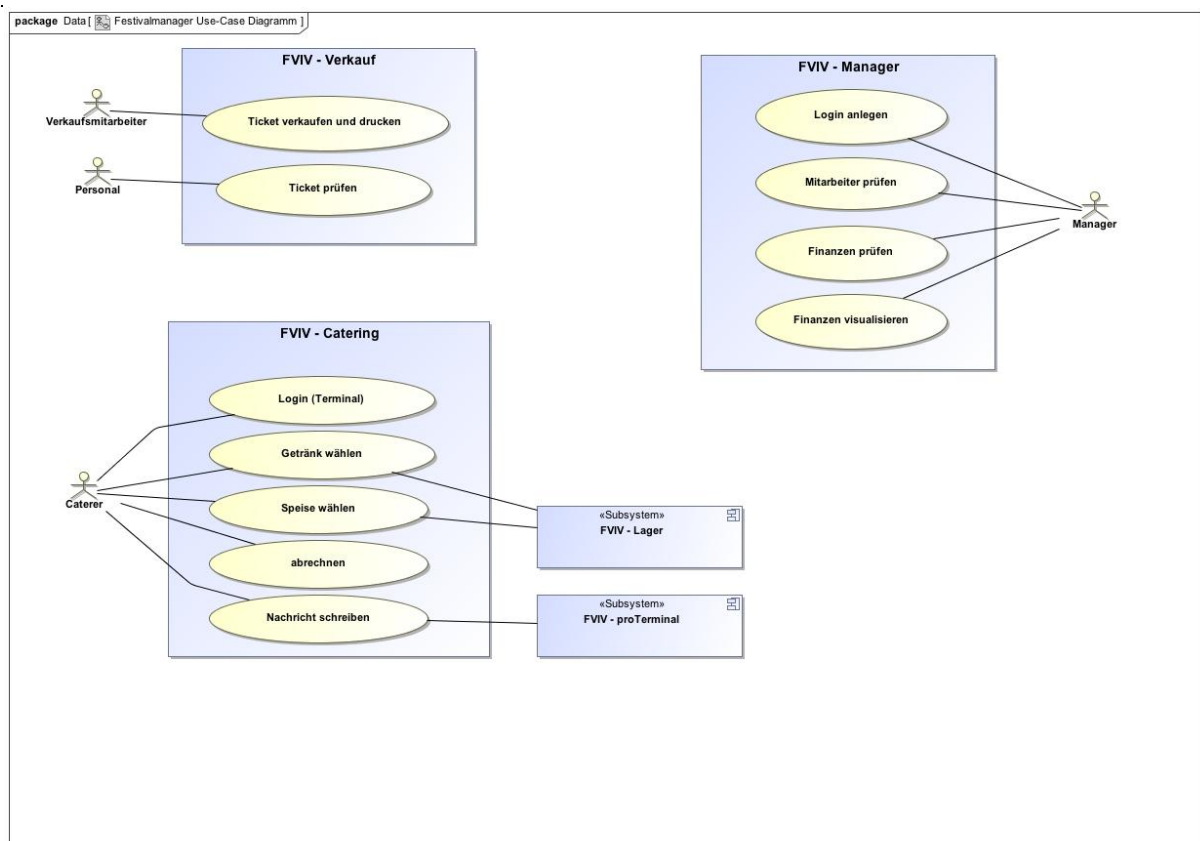 package Data [ Festivalmanager Use-Case Diagramm ]
FVIV - Verkauf
Verkaufsmitarbeiter
Ticket verkaufen und drucken
Personal
Ticket prüfen
FVIV - Manager
Login anlegen
Mitarbeiter prüfen
Manager
Finanzen prüfen
Finanzen visualisieren
FVIV - Catering
Login (Terminal)
Getränk wählen
Caterer
Speise wählen
abrechnen
Nachricht schreiben
«Subsystem»
FVIV - Lager
«Subsystem»
FVIV - proTerminal